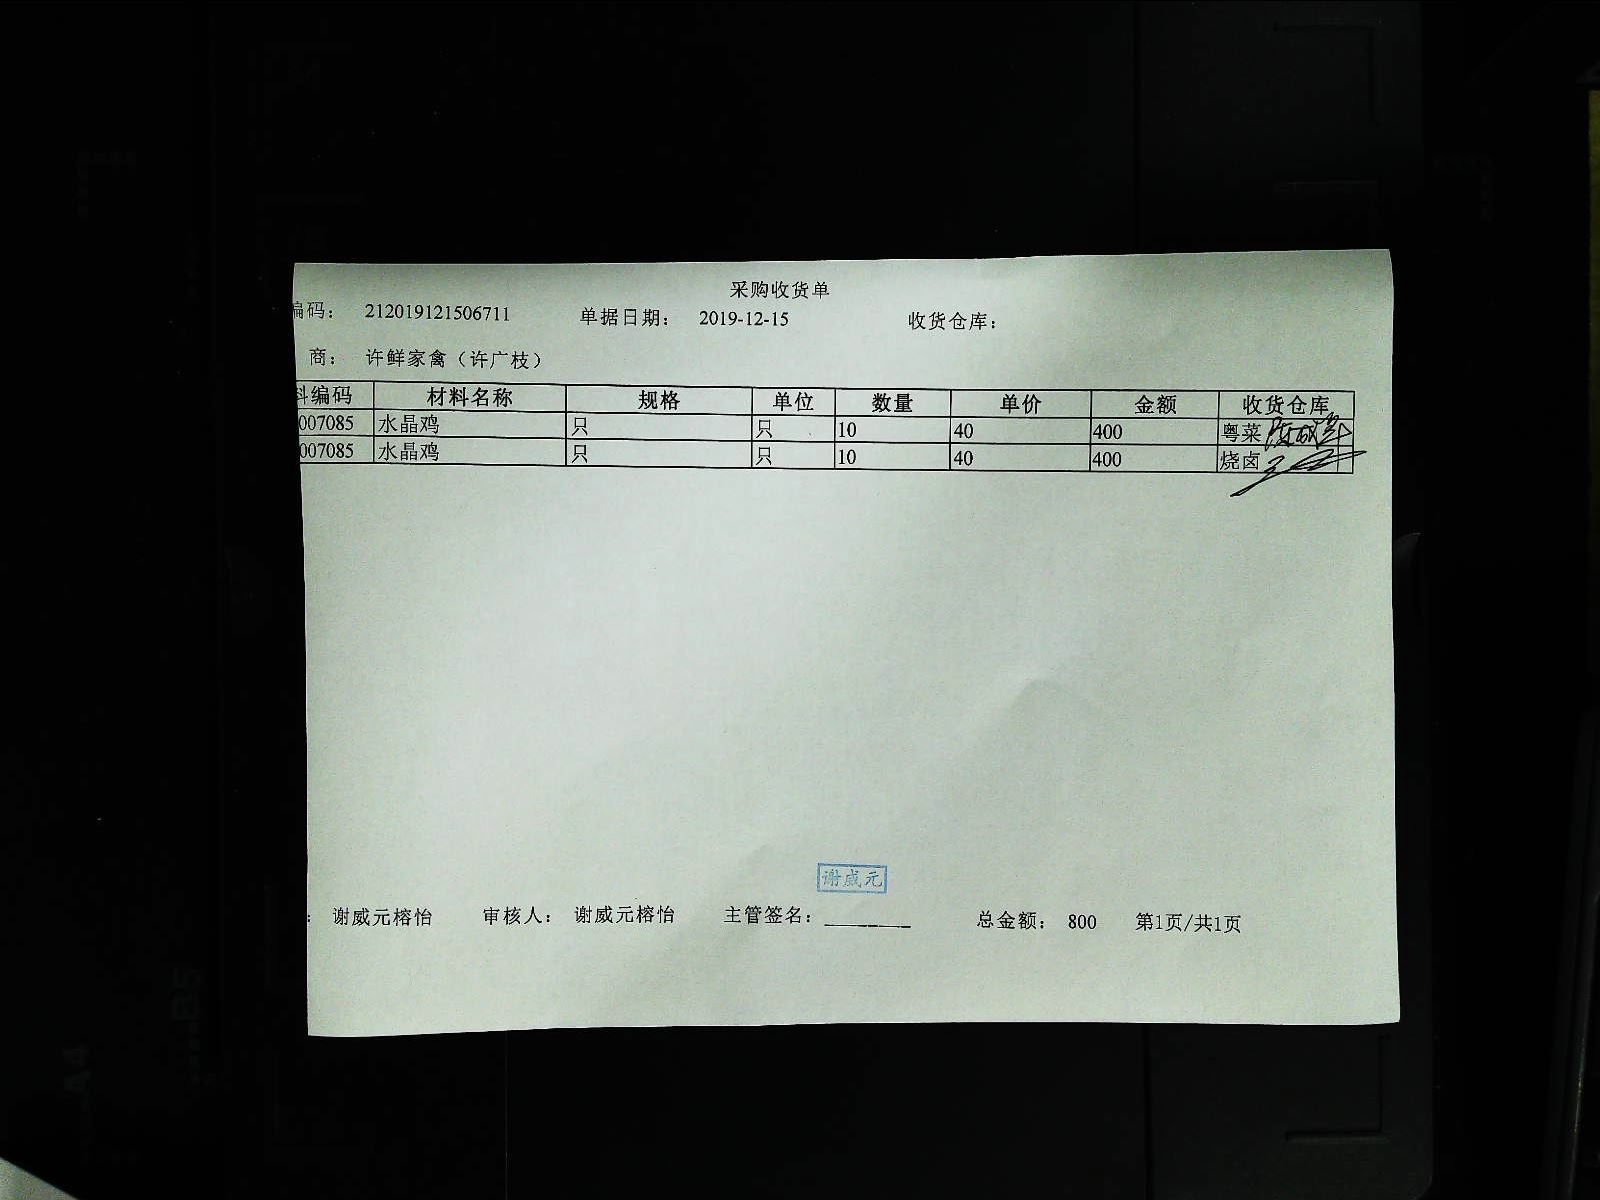 采购收货单
编码： 212019121506711 单据日期： 2019-12-15 收货仓库：
商： 许鲜家禽（许广枝）
料编码 材料名称 规格 单位 数量 单价 金额 收货仓库
007085 水晶鸡 只 只 10 40 400 粤菜
007085 水晶鸡 只 只 10 40 400 烧卤
谢威元
： 谢威元榕怡 审核人： 谢威元榕怡 主管签名： 总金额： 800 第1页/共1页
B5
A4